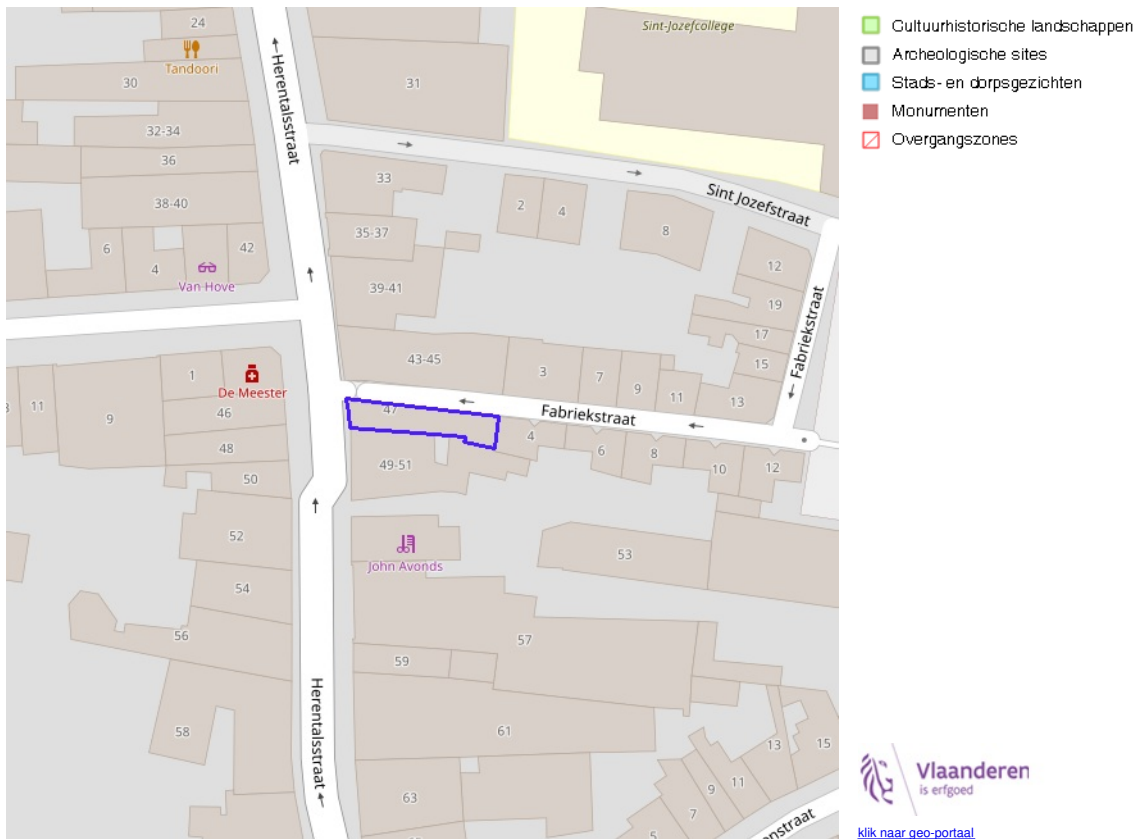 24
Tandoori
30
32-34
36
38-40
6
4
42
Van Hove
Herentalsstraat
31
Sint-Jozefcollege
33
2
4
8
Sint Jozefstraat
35-37
39-41
12
19
17
15
Fabriekstraat
43-45
3
7
9
11
13
1
De Meester
11
9
46
48
50
47
Fabriekstraat
4
6
8
10
12
49-51
52
54
56
58
John Avonds
53
57
59
61
63
Herentalsstraat
13
15
11
9
7
5
nstraat
Cultuurhistorische landschappen
Archeologische sites
Stads- en dorpsgezichten
Monumenten
Overgangszones
Vlaanderen
is erfgoed
klik naar geo-portaal